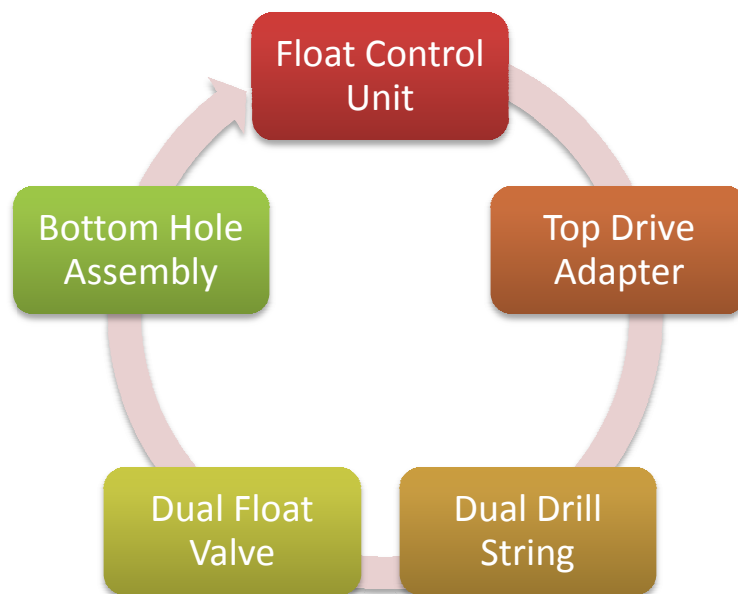 Float Control
Unit
Top Drive
Adapter
Dual Drill
String
Dual Float
Valve
Bottom Hole
Assembly